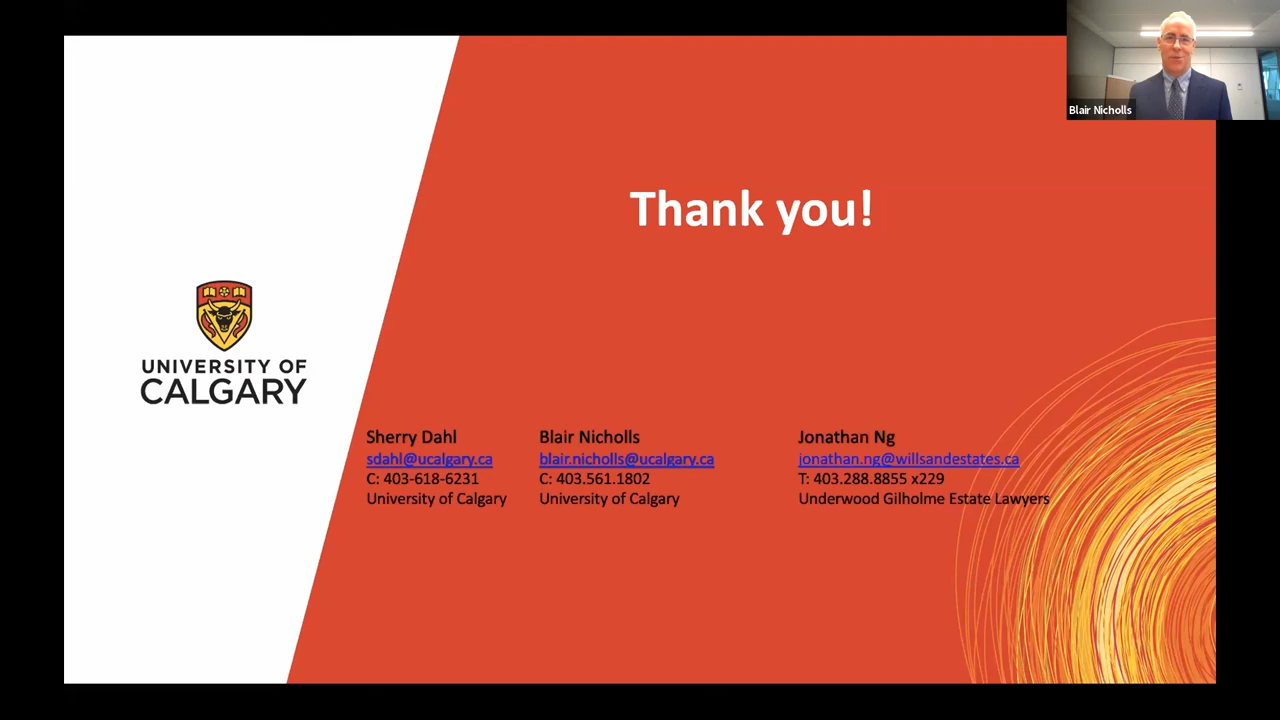 Blair Nicholls
Thank you!
UNIVERSITY OF
CALGARY
Sherry Dahl
sdahl@ucalgary.ca
C: 403-618-6231
University of Calgary
Blair Nicholls
blair.nicholls@ucalgary.ca
C: 403.561.1802
University of Calgary
Jonathan Ng
jonathan.ng@willsandestates.ca
T: 403.288.8855 x229
Underwood Gilholme Estate Lawyers